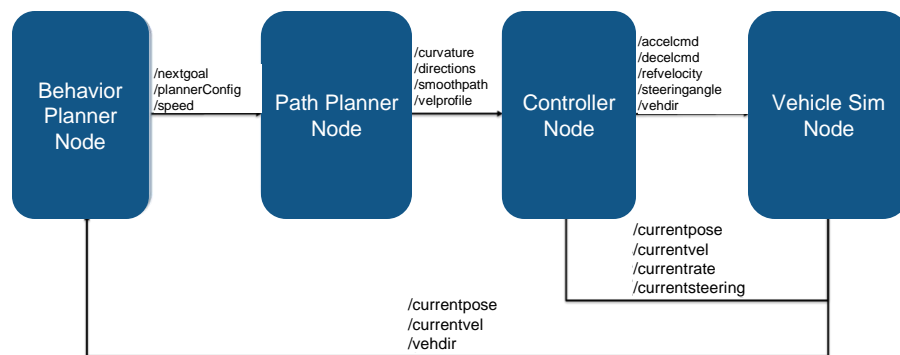 Behavior
Planner
Node
/nextgoal
/plannerConfig
/speed
Path Planner
Node
/curvature
/directions
/smoothpath
/velprofile
Controller
Node
/accelcmd
/decelcmd
/refvelocity
/steeringangle
/vehdir
Vehicle Sim
Node
/currentpose
/currentvel
/currentrate
/currentsteering
/currentpose
/currentvel
/vehdir